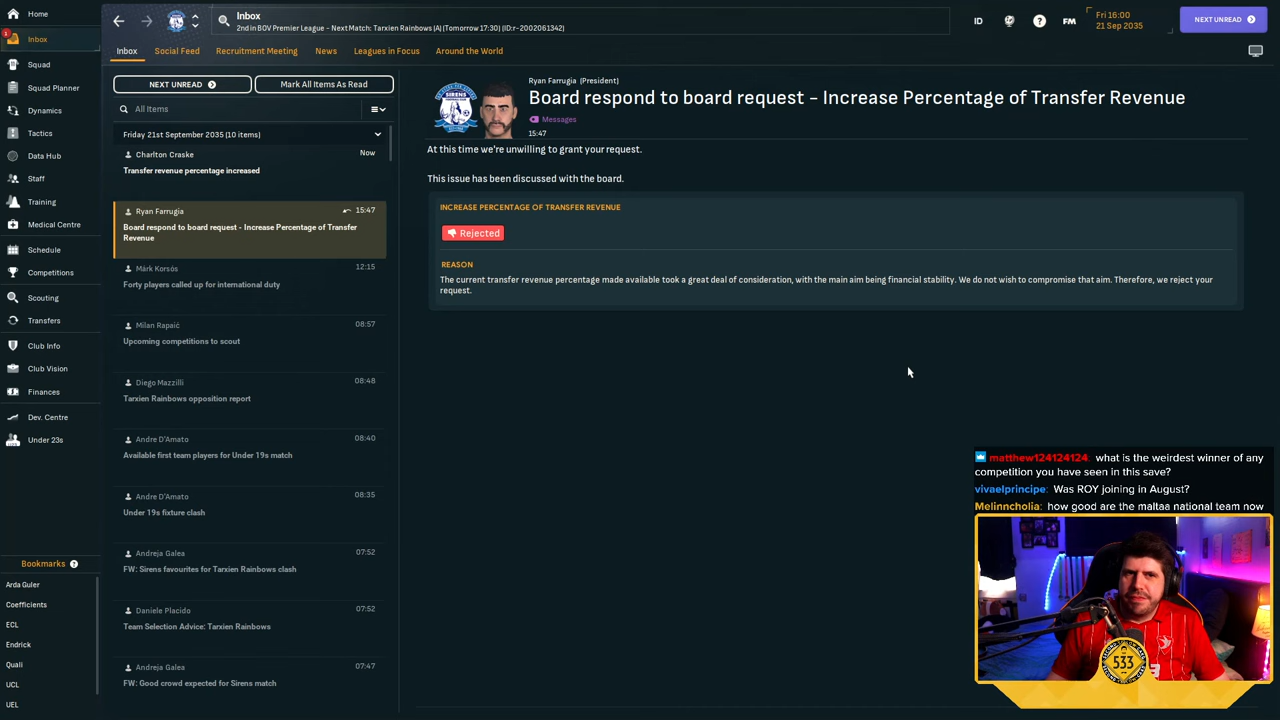 Home
Inbox
2nd in BOV Premier League - Next Match: Tarxien Rainbows (A) (Tomorrow 17:30) (ID:r-2002061342)
ID
FM
Fri 16:00
21 Sep 2035
NEXT UNREAD
1
Inbox
Squad
Squad Planner
Dynamics
Tactics
Data Hub
Staff
Training
Medical Centre
Schedule
Competitions
Scouting
Transfers
Club Info
Club Vision
Finances
Dev. Centre
Under 23s
Bookmarks ?
Arda Guler
Coefficients
ECL
Endrick
Quali
UCL
UEL
Inbox
Social Feed
Recruitment Meeting
News
Leagues in Focus
Around the World
NEXT UNREAD
Mark All Items As Read
All Items
Friday 21st September 2035 (10 items)
Charlton Craske
Now
Transfer revenue percentage increased
Ryan Farrugia
15:47
Board respond to board request - Increase Percentage of Transfer
Revenue
Márk Korsós
12:15
Forty players called up for international duty
Milan Rapaić
08:57
Upcoming competitions to scout
Diego Mazzilli
08:48
Tarxien Rainbows opposition report
Andre D'Amato
08:40
Available first team players for Under 19s match
Andre D'Amato
08:35
Under 19s fixture clash
Andreja Galea
07:52
FW: Sirens favourites for Tarxien Rainbows clash
Daniele Placido
07:52
Team Selection Advice: Tarxien Rainbows
Andreja Galea
07:47
FW: Good crowd expected for Sirens match
SIRENS
Ryan Farrugia (President)
Board respond to board request - Increase Percentage of Transfer Revenue
Messages
15:47
At this time we're unwilling to grant your request.
This issue has been discussed with the board.
INCREASE PERCENTAGE OF TRANSFER REVENUE
Rejected
REASON
The current transfer revenue percentage made available took a great deal of consideration, with the main aim being financial stability. We do not wish to compromise that aim. Therefore, we reject your
request.
matthew124124124: what is the weirdest winner of any
competition you have seen in this save?
vivaelprincipe: Was ROY joining in August?
Melinncholia: how good are the maltaa national team now
533